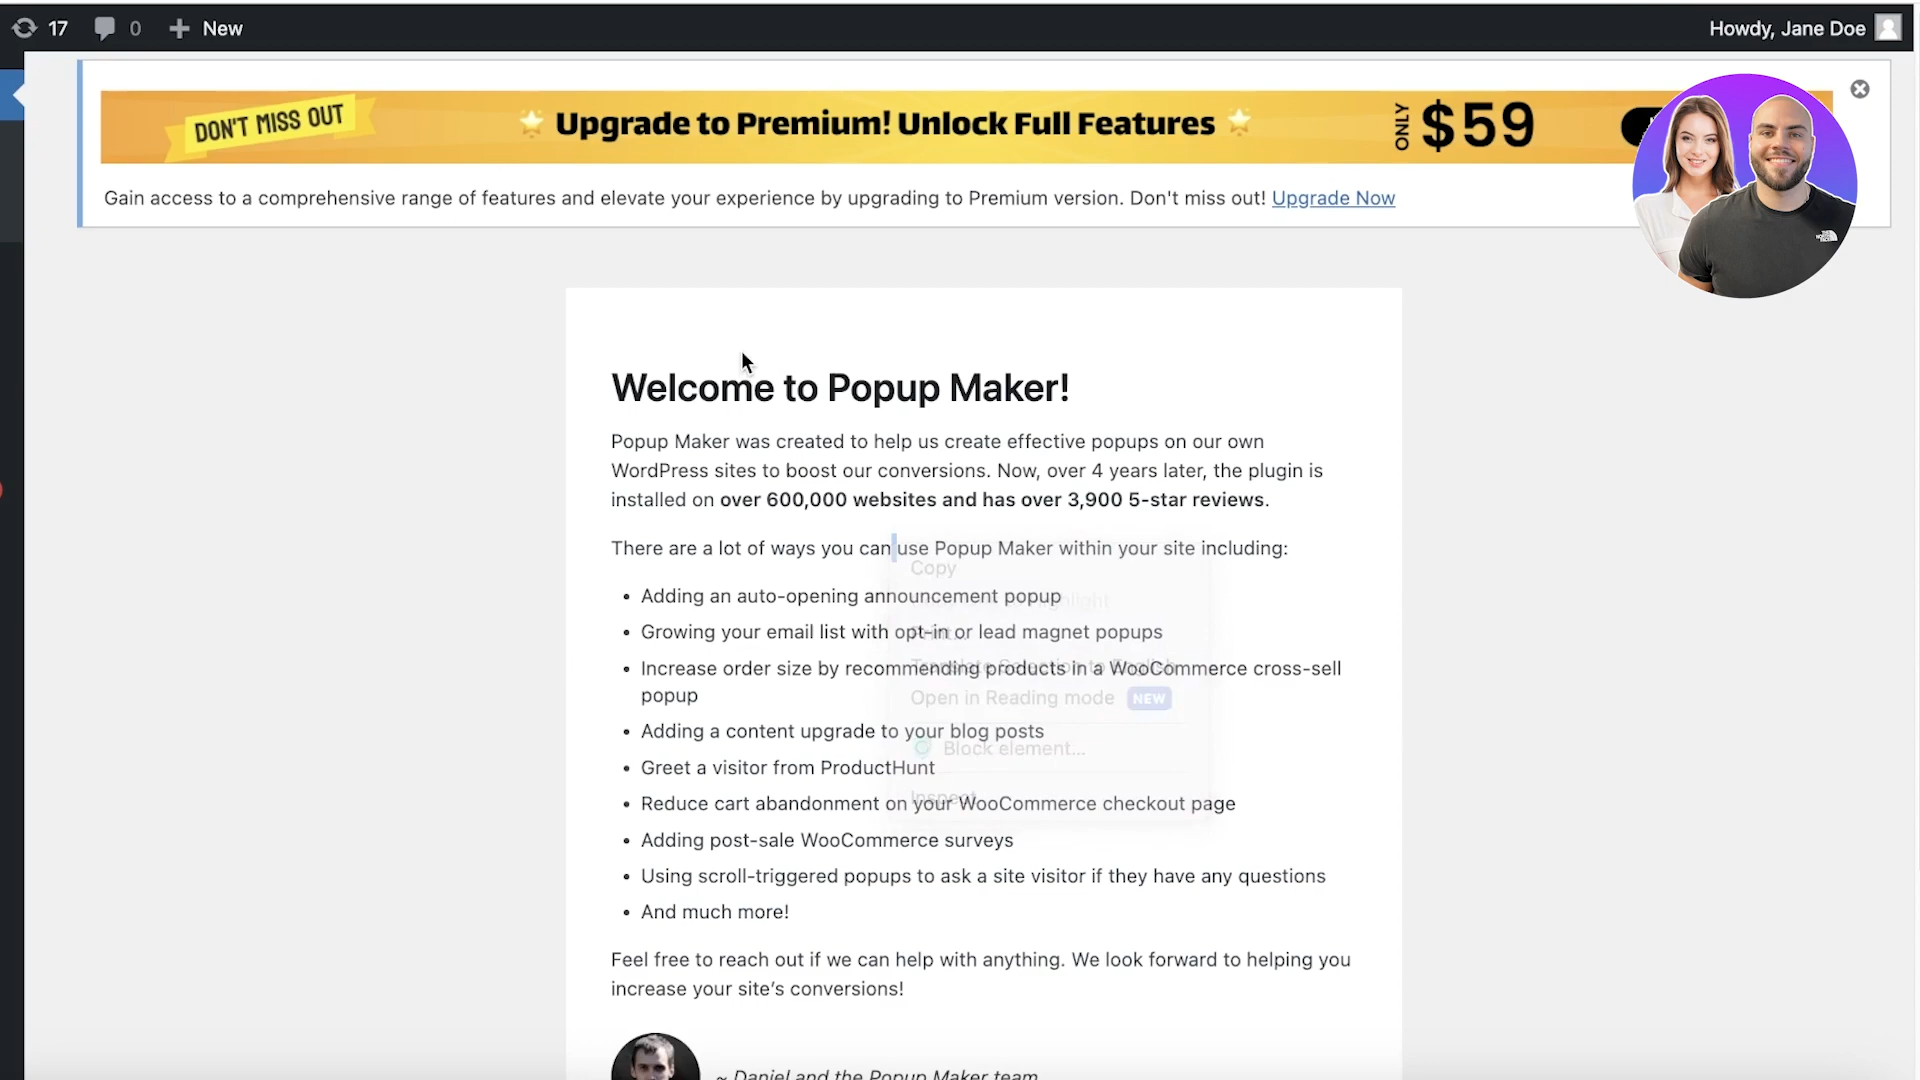 17 0 New Howdy, Jane Doe
DON'T MISS OUT Upgrade to Premium! Unlock Full Features ONLY $59
Gain access to a comprehensive range of features and elevate your experience by upgrading to Premium version. Don't miss out! Upgrade Now
Welcome to Popup Maker!
Popup Maker was created to help us create effective popups on our own
WordPress sites to boost our conversions. Now, over 4 years later, the plugin is
installed on over 600,000 websites and has over 3,900 5-star reviews.
There are a lot of ways you can use Popup Maker within your site including:
Copy
• Adding an auto-opening announcement popup
• Growing your email list with opt-in or lead magnet popups
Print...
• Increase order size by recommending products in a WooCommerce cross-sell
popup
Translate Selection to English
Open in Reading mode NEW
• Adding a content upgrade to your blog posts
Block element...
• Greet a visitor from ProductHunt
• Reduce cart abandonment on your WooCommerce checkout page
Inspect
• Adding post-sale WooCommerce surveys
• Using scroll-triggered popups to ask a site visitor if they have any questions
• And much more!
Feel free to reach out if we can help with anything. We look forward to helping you
increase your site's conversions!
~ Daniel and the Popup Maker team